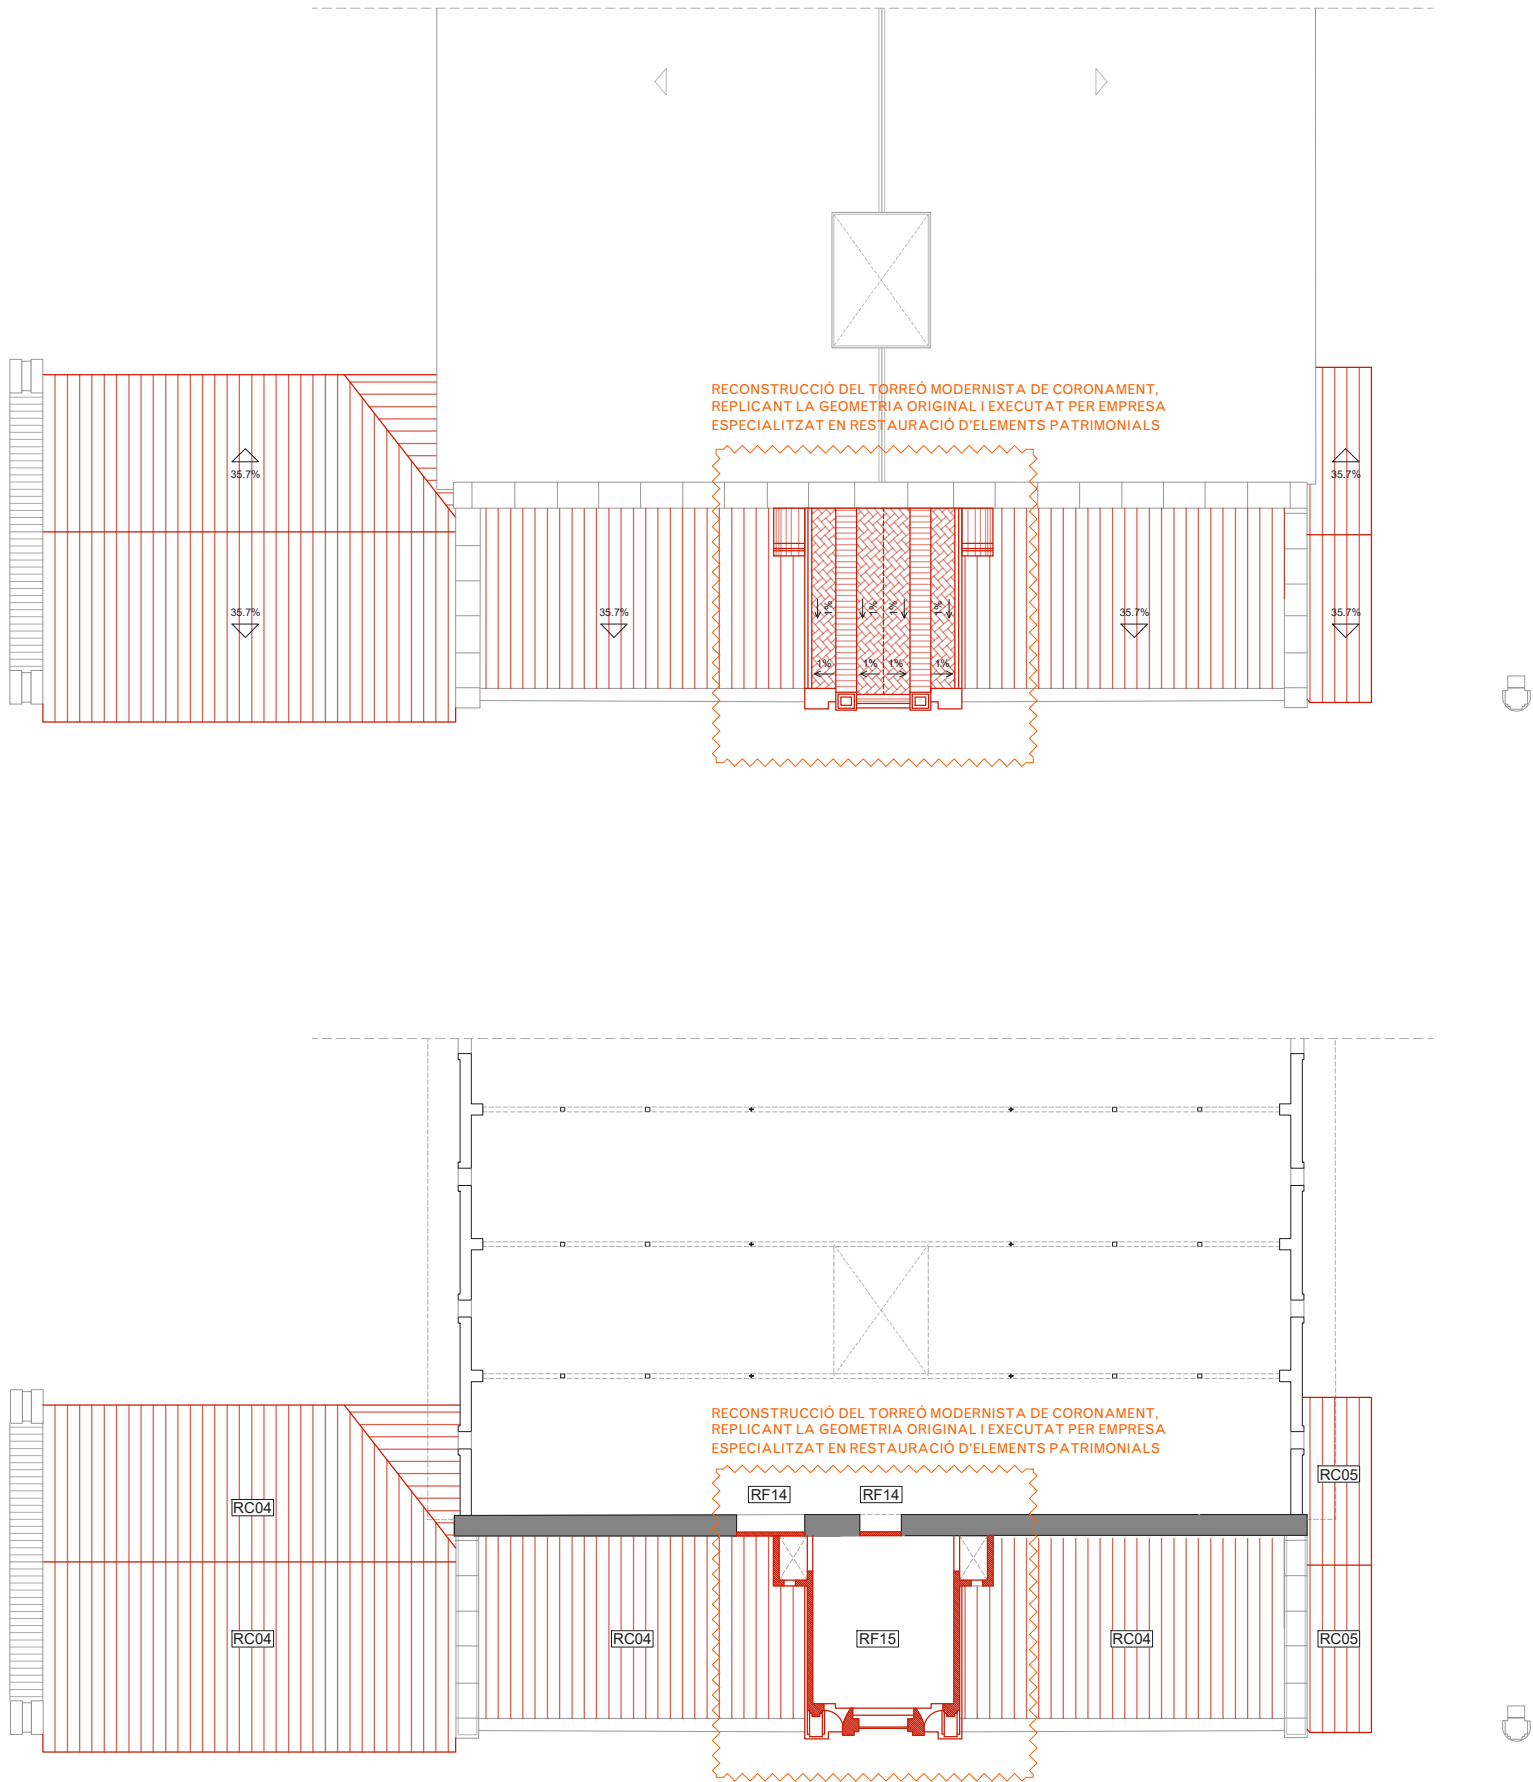 RECONSTRUCCIÓ DEL TORREÓ MODERNISTA DE CORONAMENT,
REPLICANT LA GEOMETRIA ORIGINAL I EXECUTAT PER EMPRESA
ESPECIALITZAT EN RESTAURACIÓ D'ELEMENTS PATRIMONIALS
35.7%
35.7%
35.7%
35.7%
35.7%
35.7%
1%
1%
1%
1%
1%
1%
1%
1%
RECONSTRUCCIÓ DEL TORREÓ MODERNISTA DE CORONAMENT,
REPLICANT LA GEOMETRIA ORIGINAL I EXECUTAT PER EMPRESA
ESPECIALITZAT EN RESTAURACIÓ D'ELEMENTS PATRIMONIALS
RC05
RF14
RF14
RC04
RC04
RC04
RF15
RC04
RC05